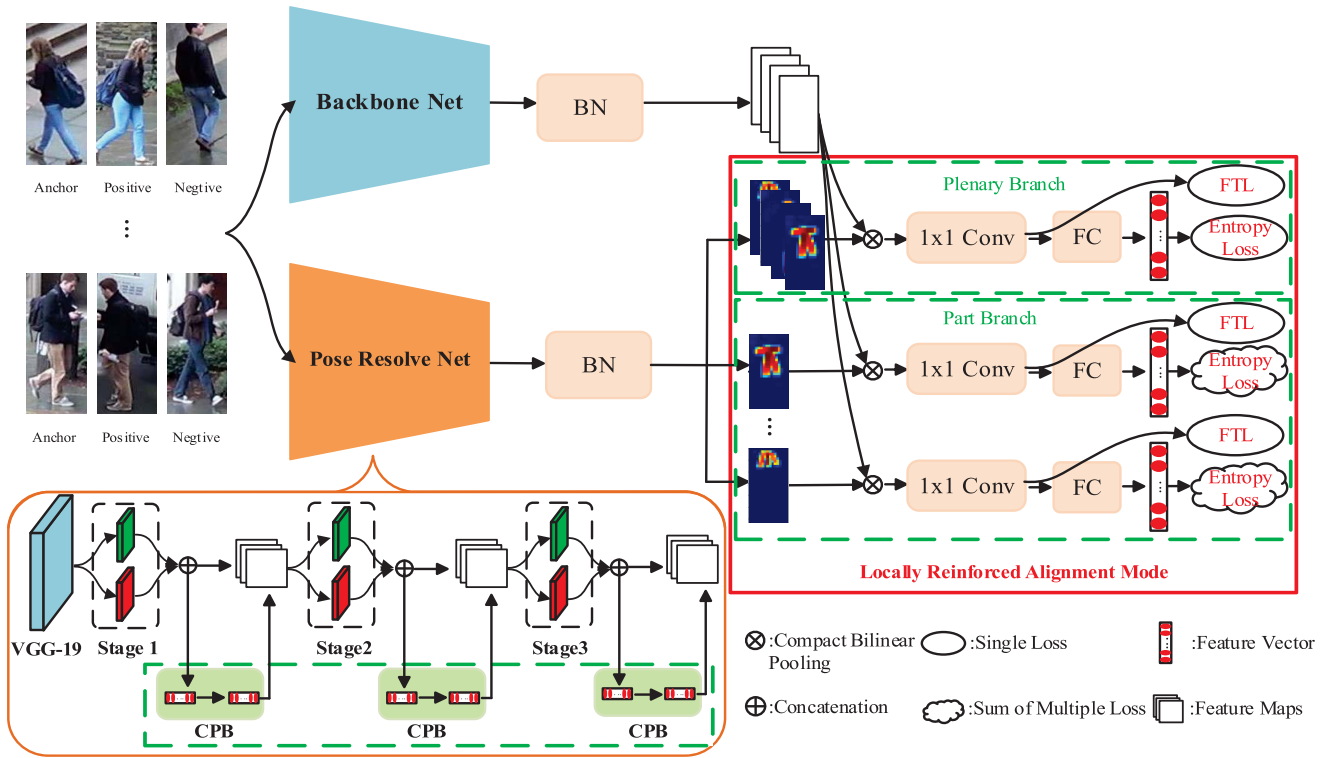 Anchor
Positive
Negtive
Anchor
Positive
Negtive
Backbone Net
BN
Pose Resolve Net
BN
Plenary Branch
1x1 Conv
FC
FTL
Entropy
Loss
Part Branch
1x1 Conv
FC
FTL
Entropy
Loss
1x1 Conv
FC
FTL
Entropy
Loss
Locally Reinforced Alignment Mode
VGG-19
Stage 1
Stage2
Stage3
CPB
CPB
CPB
:Compact Bilinear
Pooling
:Single Loss
:Feature Vector
:Concatenation
:Sum of Multiple Loss
:Feature Maps